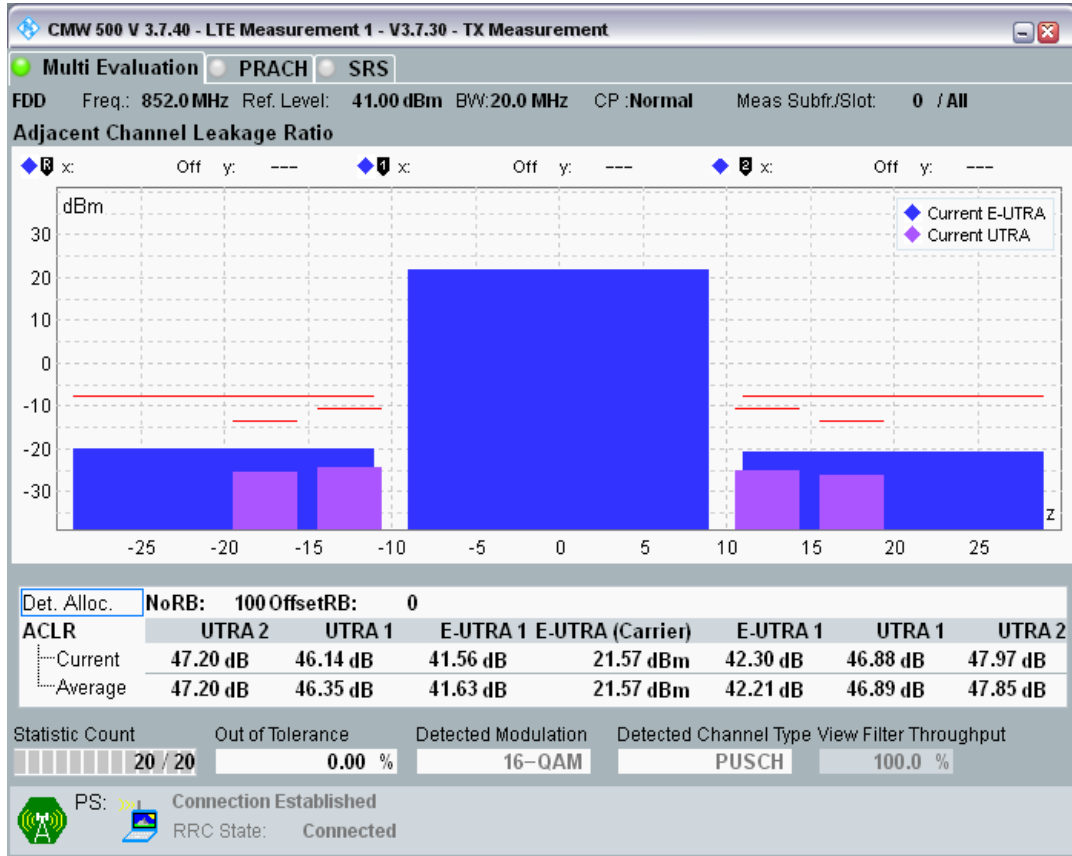 CMW 500 V 3.7.40 - LTE Measurement 1 - V3.7.30 - TX Measurement
Multi Evaluation PRACH SRS
FDD Freq.: 852.0 MHz Ref. Level: 41.00 dBm BW: 20.0 MHz CP : Normal Meas Subfr./Slot: 0 / All
Adjacent Channel Leakage Ratio
R x: Off y: --- 1 x: Off y: --- 2 x: Off y: ---
dBm
Current E-UTRA
Current UTRA
30
20
10
0
-10
-20
-30
z
-25 -20 -15 -10 -5 0 5 10 15 20 25
Det. Alloc. NoRB: 100 OffsetRB: 0
ACLR UTRA 2 UTRA 1 E-UTRA 1 E-UTRA (Carrier) E-UTRA 1 UTRA 1 UTRA 2
Current 47.20 dB 46.14 dB 41.56 dB 21.57 dBm 42.30 dB 46.88 dB 47.97 dB
Average 47.20 dB 46.35 dB 41.63 dB 21.57 dBm 42.21 dB 46.89 dB 47.85 dB
Statistic Count Out of Tolerance Detected Modulation Detected Channel Type View Filter Throughput
20 / 20 0.00 % 16-QAM PUSCH 100.0 %
PS: Connection Established
RRC State: Connected